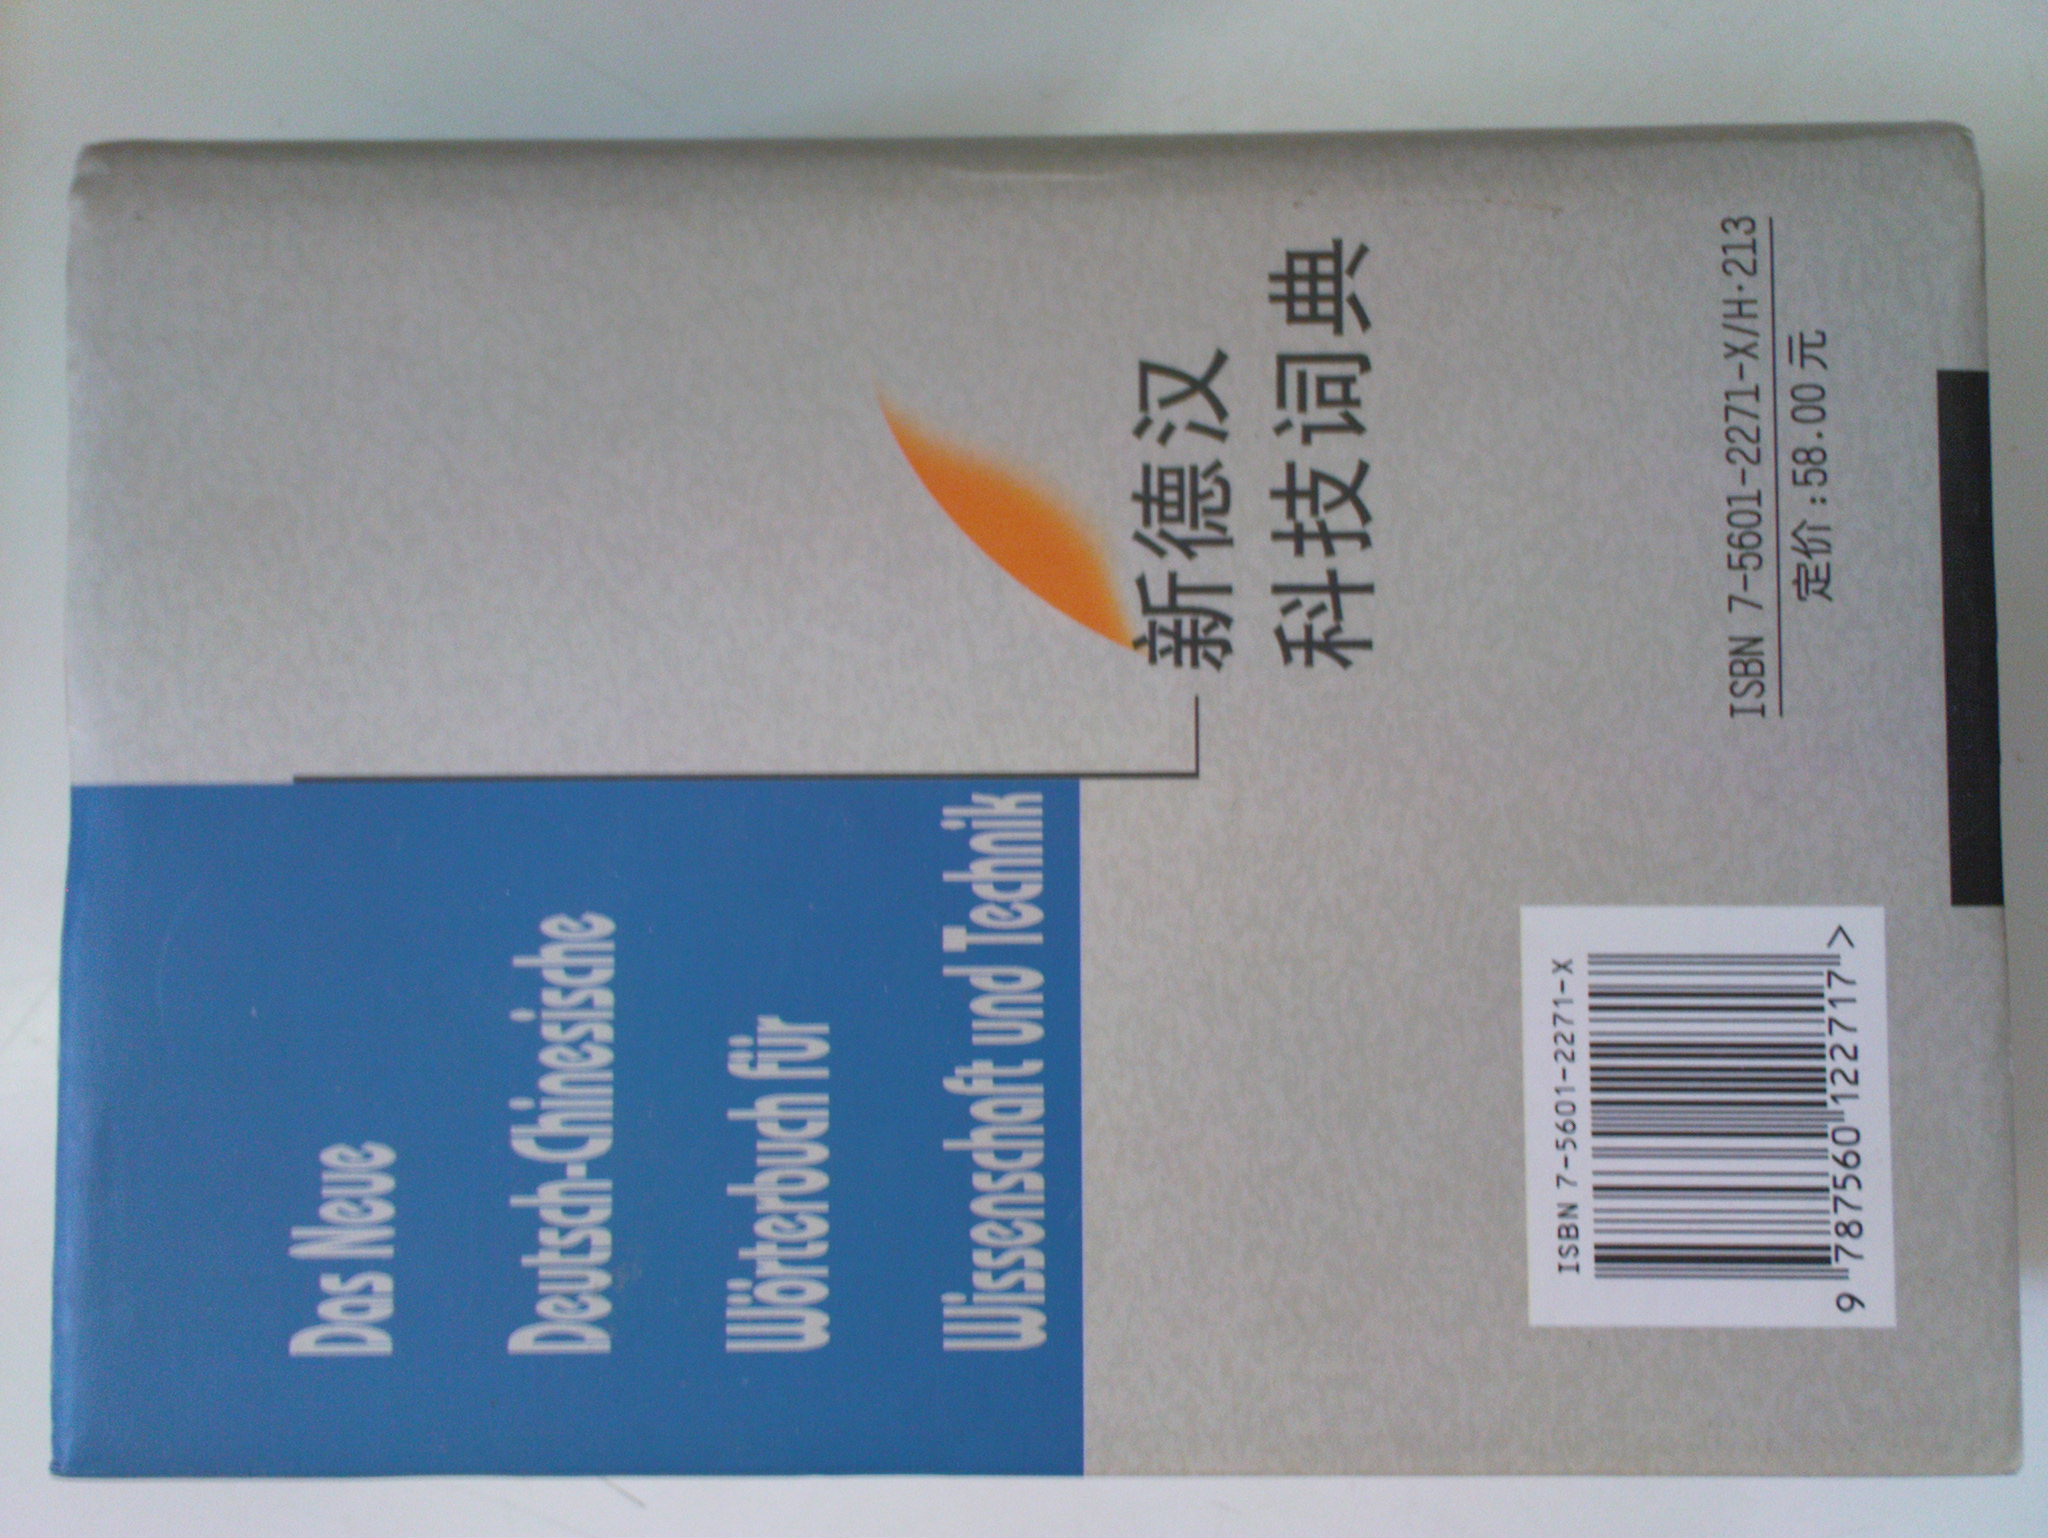 Das Neue
Deutsch-Chinesische
Wörterbuch für
Wissenschaft und Technik
新德汉
科技词典
ISBN 7-5601-2271-X
9 787560 122717 >
ISBN 7-5601-2271-X/H·213
定价:58.00元